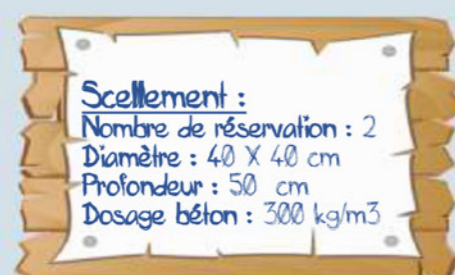 Scellement :
Nombre de réservation : 2
Diamètre : 40 X 40 cm
Profondeur : 50 cm
Dosage béton : 300 kg/m3